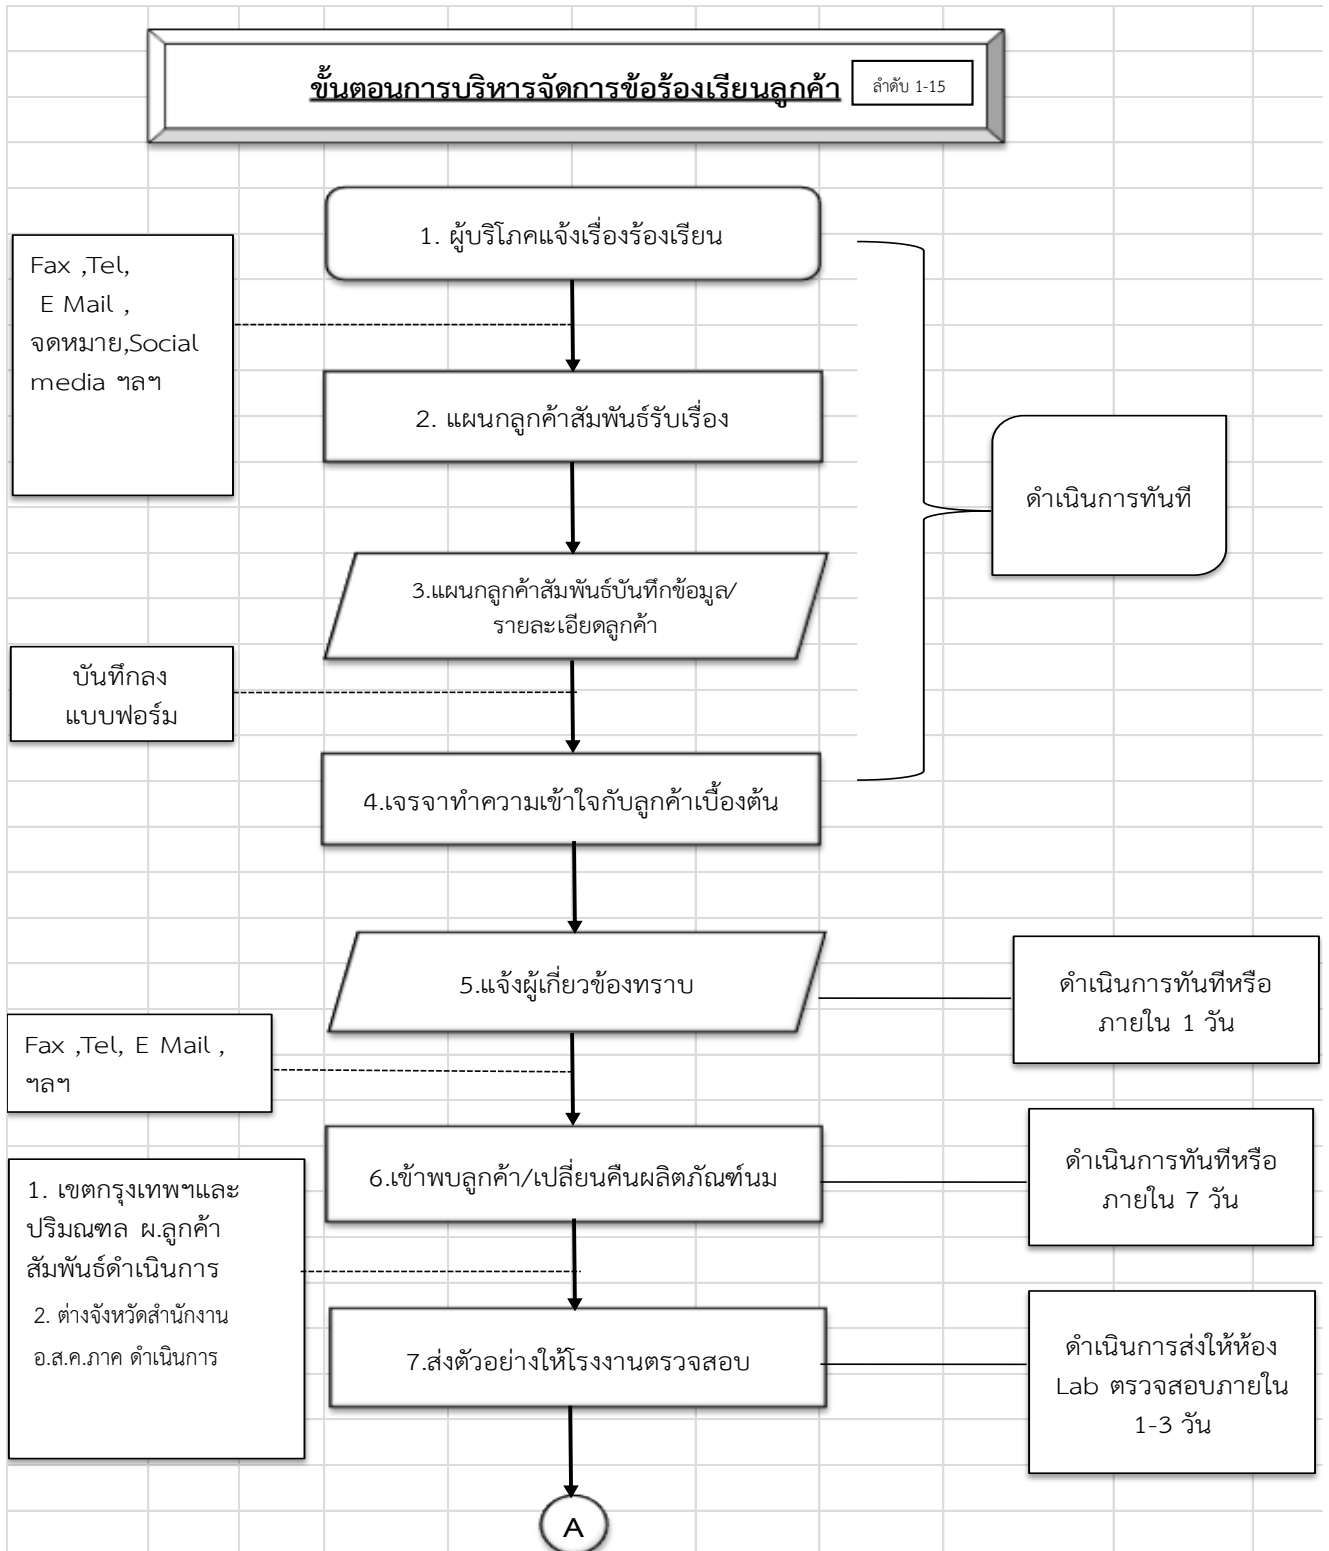 ขั้นตอนการบริหารจัดการข้อร้องเรียนลูกค้า
ลำดับ 1-15
1. ผู้บริโภคแจ้งเรื่องร้องเรียน
Fax ,Tel,
E Mail ,
จดหมาย,Social
media ฯลฯ
2. แผนกลูกค้าสัมพันธ์รับเรื่อง
ดำเนินการทันที
3.แผนกลูกค้าสัมพันธ์บันทึกข้อมูล/
รายละเอียดลูกค้า
บันทึกลง
แบบฟอร์ม
4.เจรจาทำความเข้าใจกับลูกค้าเบื้องต้น
5.แจ้งผู้เกี่ยวข้องทราบ
ดำเนินการทันทีหรือ
ภายใน 1 วัน
Fax ,Tel, E Mail ,
ฯลฯ
6.เข้าพบลูกค้า/เปลี่ยนคืนผลิตภัณฑ์นม
ดำเนินการทันทีหรือ
ภายใน 7 วัน
1. เขตกรุงเทพฯและ
ปริมณฑล ผ.ลูกค้า
สัมพันธ์ดำเนินการ
2. ต่างจังหวัดสำนักงาน
อ.ส.ค.ภาค ดำเนินการ
7.ส่งตัวอย่างให้โรงงานตรวจสอบ
ดำเนินการส่งให้ห้อง
Lab ตรวจสอบภายใน
1-3 วัน
A